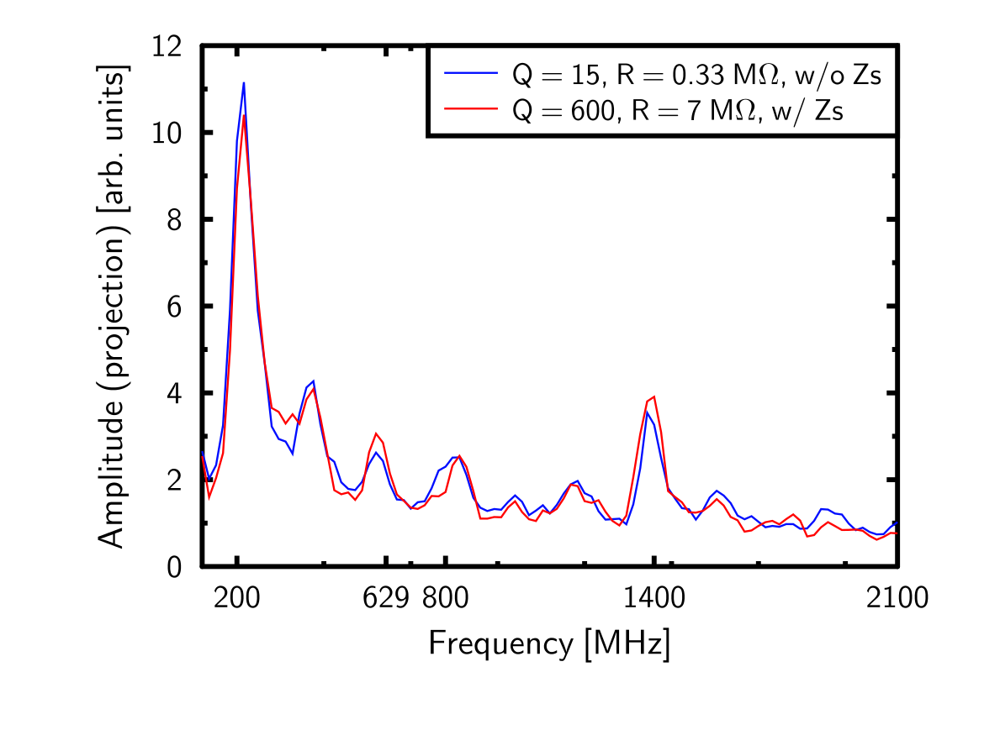 12
10
8
6
4
2
0
Amplitude (projection) [arb. units]
Q = 15, R = 0.33 MΩ, w/o Zs
Q = 600, R = 7 MΩ, w/ Zs
200 629 800 1400 2100
Frequency [MHz]